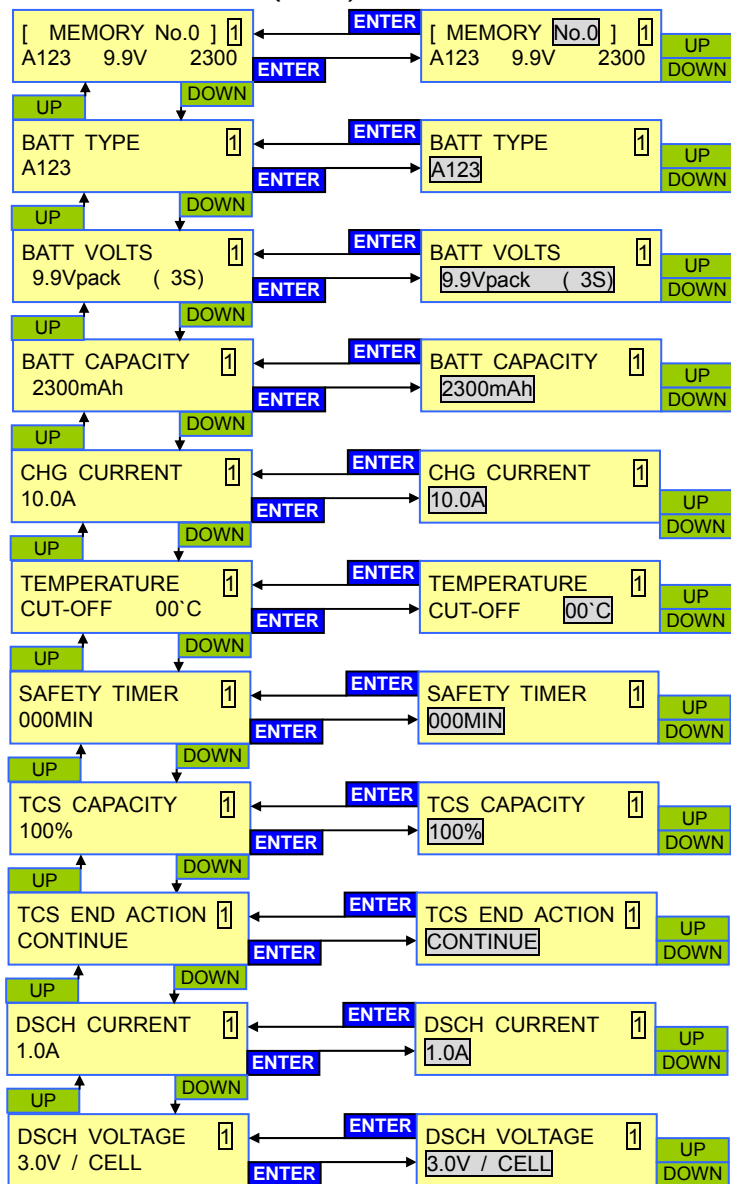 ENTER
[ MEMORY No.0 ] 1
A123 9.9V 2300
ENTER
[ MEMORY No.0 ] 1
A123 9.9V 2300
UP
DOWN
UP
DOWN
ENTER
BATT TYPE 1
A123
ENTER
BATT TYPE 1
A123
UP
DOWN
UP
DOWN
ENTER
BATT VOLTS 1
9.9Vpack ( 3S)
ENTER
BATT VOLTS 1
9.9Vpack ( 3S)
UP
DOWN
UP
DOWN
ENTER
BATT CAPACITY 1
2300mAh
ENTER
BATT CAPACITY 1
2300mAh
UP
DOWN
UP
DOWN
ENTER
CHG CURRENT 1
10.0A
ENTER
CHG CURRENT 1
10.0A
UP
DOWN
UP
DOWN
ENTER
TEMPERATURE 1
CUT-OFF 00`C
ENTER
TEMPERATURE 1
CUT-OFF 00`C
UP
DOWN
UP
DOWN
ENTER
SAFETY TIMER 1
000MIN
ENTER
SAFETY TIMER 1
000MIN
UP
DOWN
UP
DOWN
ENTER
TCS CAPACITY 1
100%
ENTER
TCS CAPACITY 1
100%
UP
DOWN
UP
DOWN
ENTER
TCS END ACTION 1
CONTINUE
ENTER
TCS END ACTION 1
CONTINUE
UP
DOWN
UP
DOWN
ENTER
DSCH CURRENT 1
1.0A
ENTER
DSCH CURRENT 1
1.0A
UP
DOWN
UP
DOWN
ENTER
DSCH VOLTAGE 1
3.0V / CELL
ENTER
DSCH VOLTAGE 1
3.0V / CELL
UP
DOWN